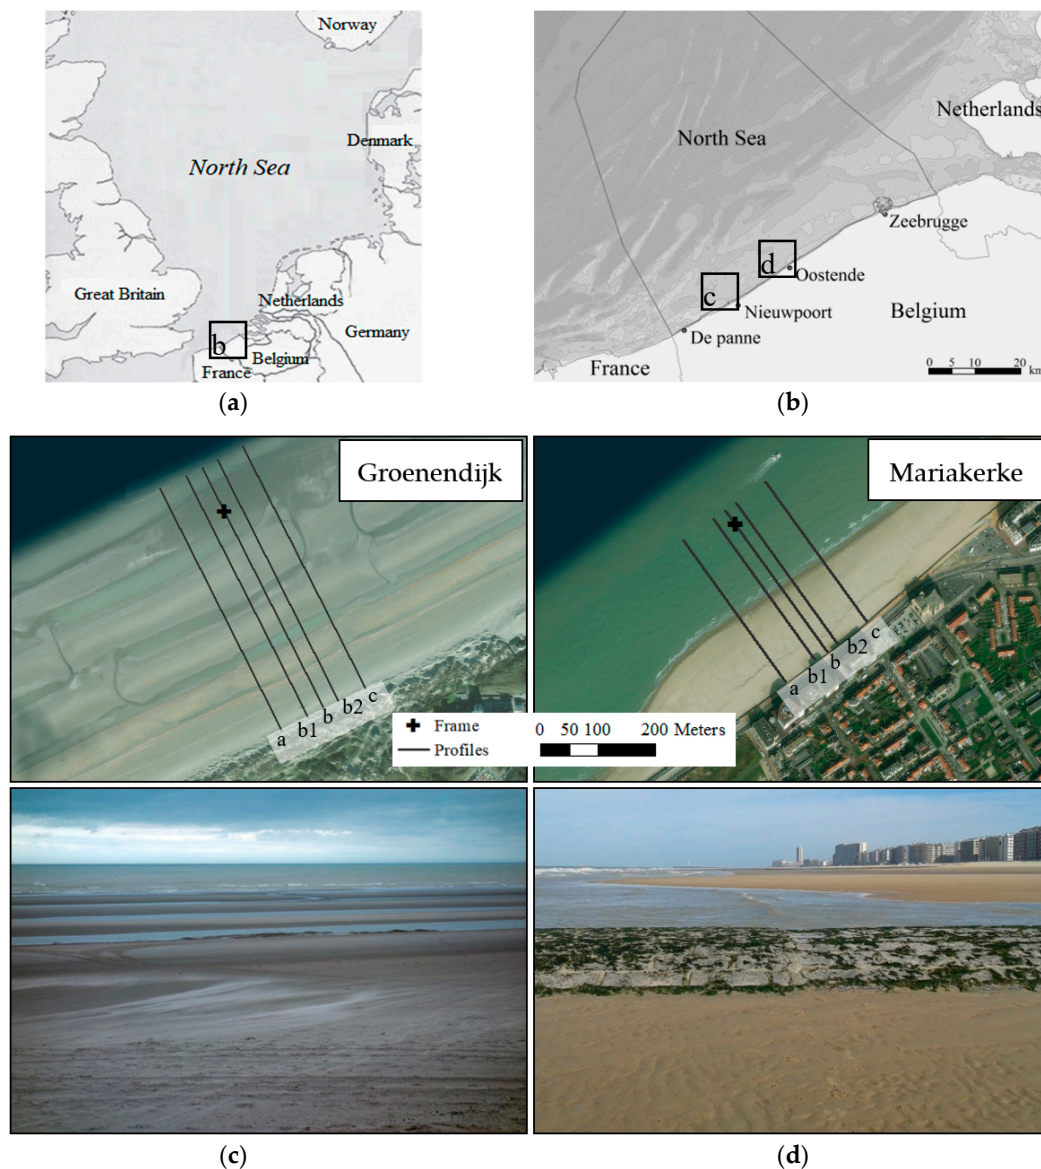 Norway
Denmark
North Sea
Great Britain
Netherlands
Germany
b
Belgium
France
(a)
Netherlands
North Sea
Zeebrugge
d
Oostende
c
Nieuwpoort
Belgium
De panne
France
0 5 10 20
km
(b)
Groenendijk
a
b1
b
b2
c
Mariakerke
a
b1
b
b2
c
Frame
Profiles
0 50 100 200 Meters
(c)
(d)